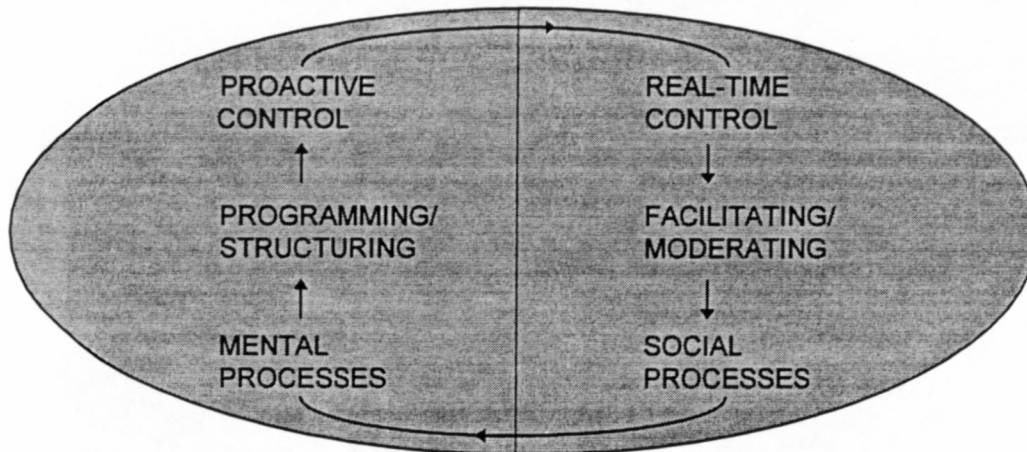 PROACTIVE
CONTROL
PROGRAMMING/
STRUCTURING
MENTAL
PROCESSES
REAL-TIME
CONTROL
FACILITATING/
MODERATING
SOCIAL
PROCESSES